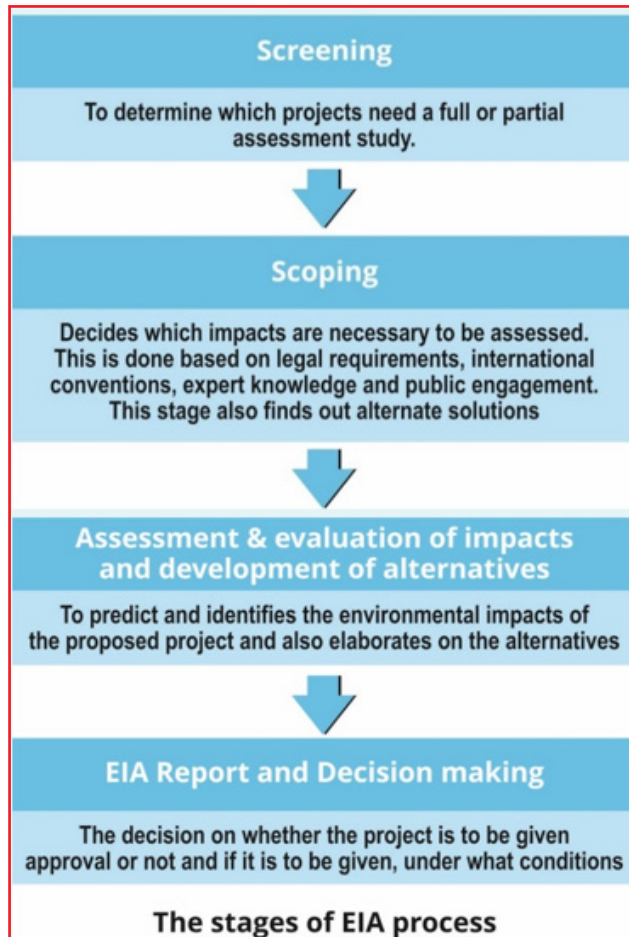 Screening
To determine which projects need a full or partial
assessment study.
Scoping
Decides which impacts are necessary to be assessed.
This is done based on legal requirements, international
conventions, expert knowledge and public engagement.
This stage also finds out alternate solutions
Assessment & evaluation of impacts
and development of alternatives
To predict and identifies the environmental impacts of
the proposed project and also elaborates on the alternatives
EIA Report and Decision making
The decision on whether the project is to be given
approval or not and if it is to be given, under what conditions
The stages of EIA process